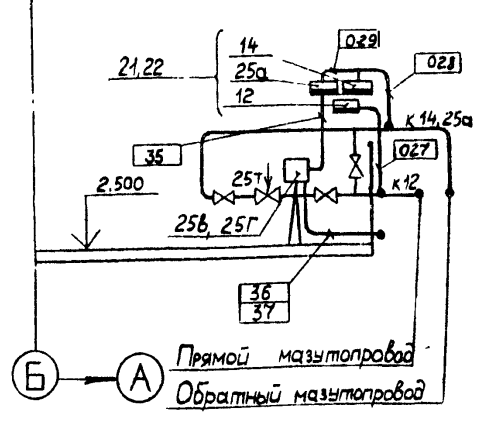 14
029
21,22
25а
028
12
к 14,25а
35
027
2.500
25т
к12
25в, 25г
36
37
Прямой мазутопровод
Б
А
Обратный мазутопровод